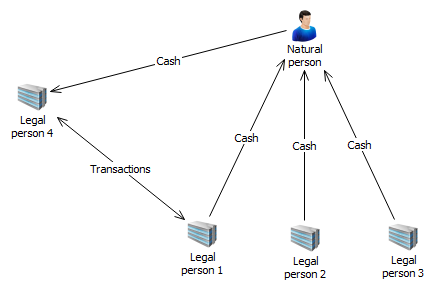 Natural
person
Cash
Legal
person 4
Cash
Cash
Cash
Transactions
Legal
person 1
Legal
person 2
Legal
person 3